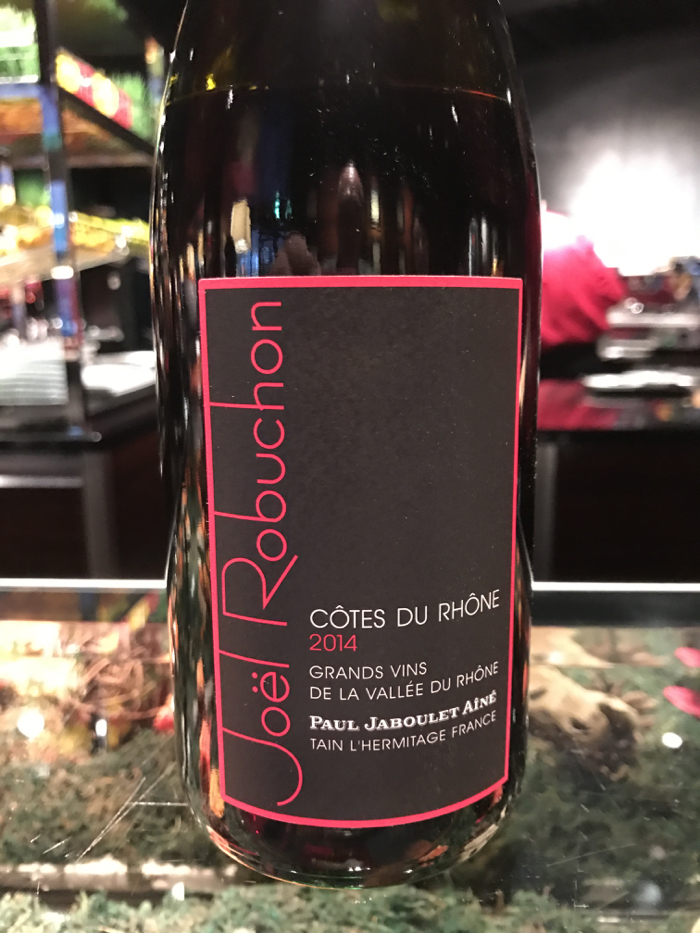 Joël Robuchon
CÔTES DU RHÔNE
2014
GRANDS VINS
DE LA VALLÉE DU RHÔNE
PAUL JABOULET AÎNÉ
TAIN L'HERMITAGE FRANCE